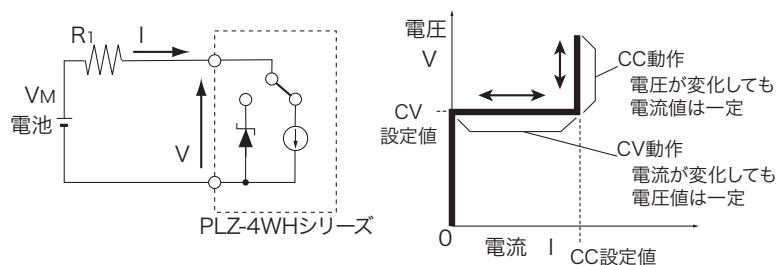 R1
I
VM
電池
V
PLZ-4WHシリーズ
電圧
V
CV
設定値
CC動作
電圧が変化しても
電流値は一定
CV動作
電流が変化しても
電圧値は一定
0
電流 I
CC設定値